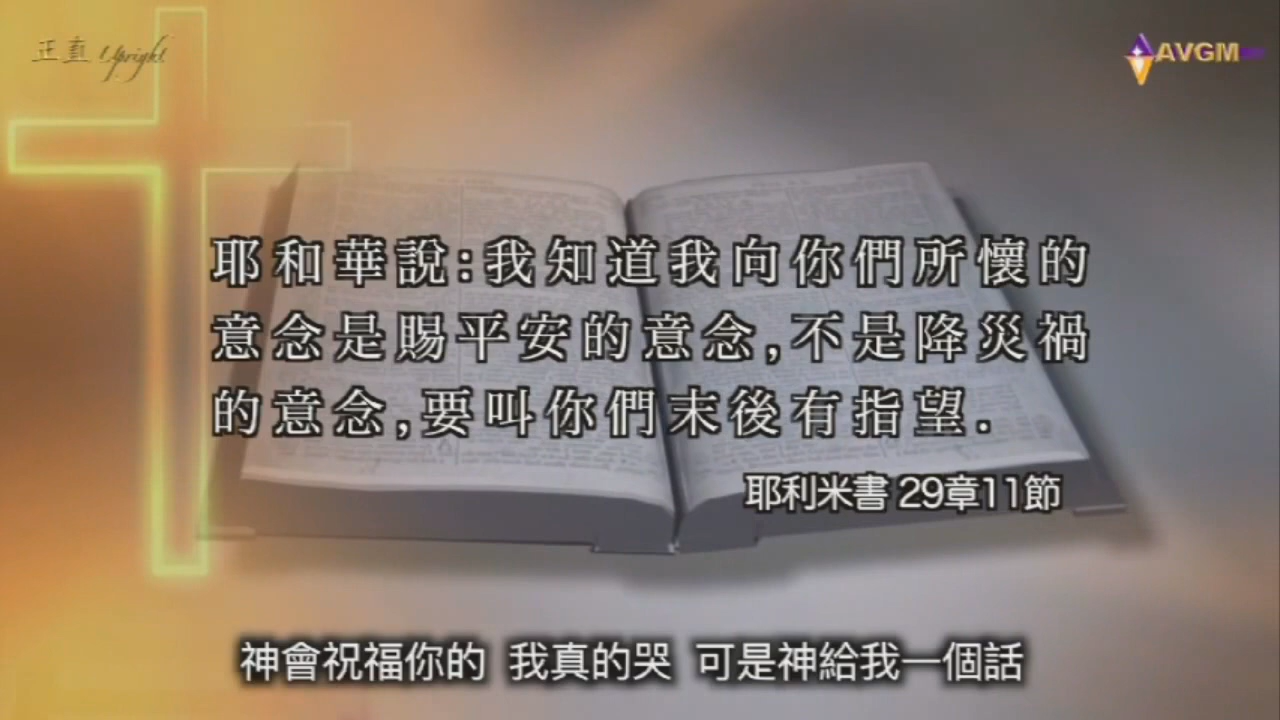 正直 Upright
AVGM
耶和華說:我知道我向你們所懷的
意念是賜平安的意念,不是降災禍
的意念,要叫你們末後有指望.
耶利米書 29章11節
神會祝福你的 我真的哭 可是神給我一個話